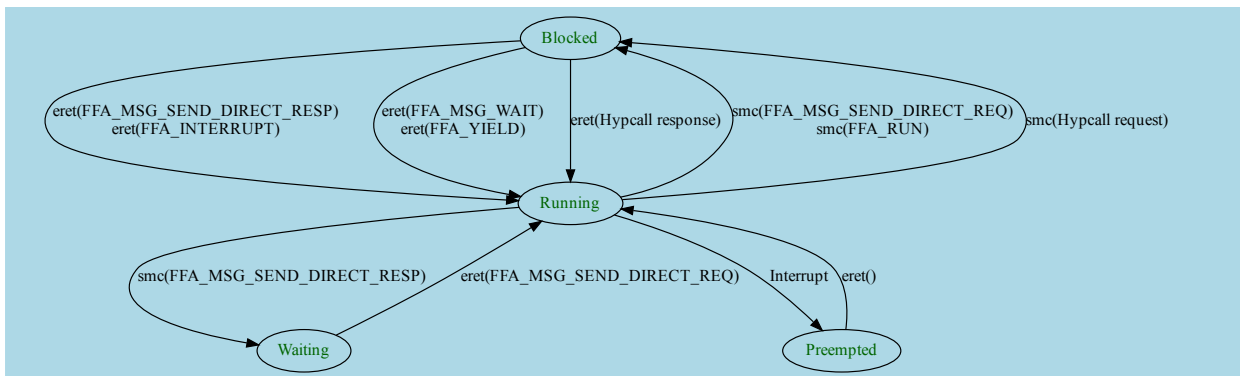 Blocked
eret(FFA_MSG_SEND_DIRECT_RESP)
eret(FFA_INTERRUPT)
eret(FFA_MSG_WAIT)
eret(FFA_YIELD)
eret(Hypcall response)
smc(FFA_MSG_SEND_DIRECT_REQ)
smc(FFA_RUN)
smc(Hypcall request)
Running
smc(FFA_MSG_SEND_DIRECT_RESP)
eret(FFA_MSG_SEND_DIRECT_REQ)
Interrupt
eret()
Waiting
Preempted